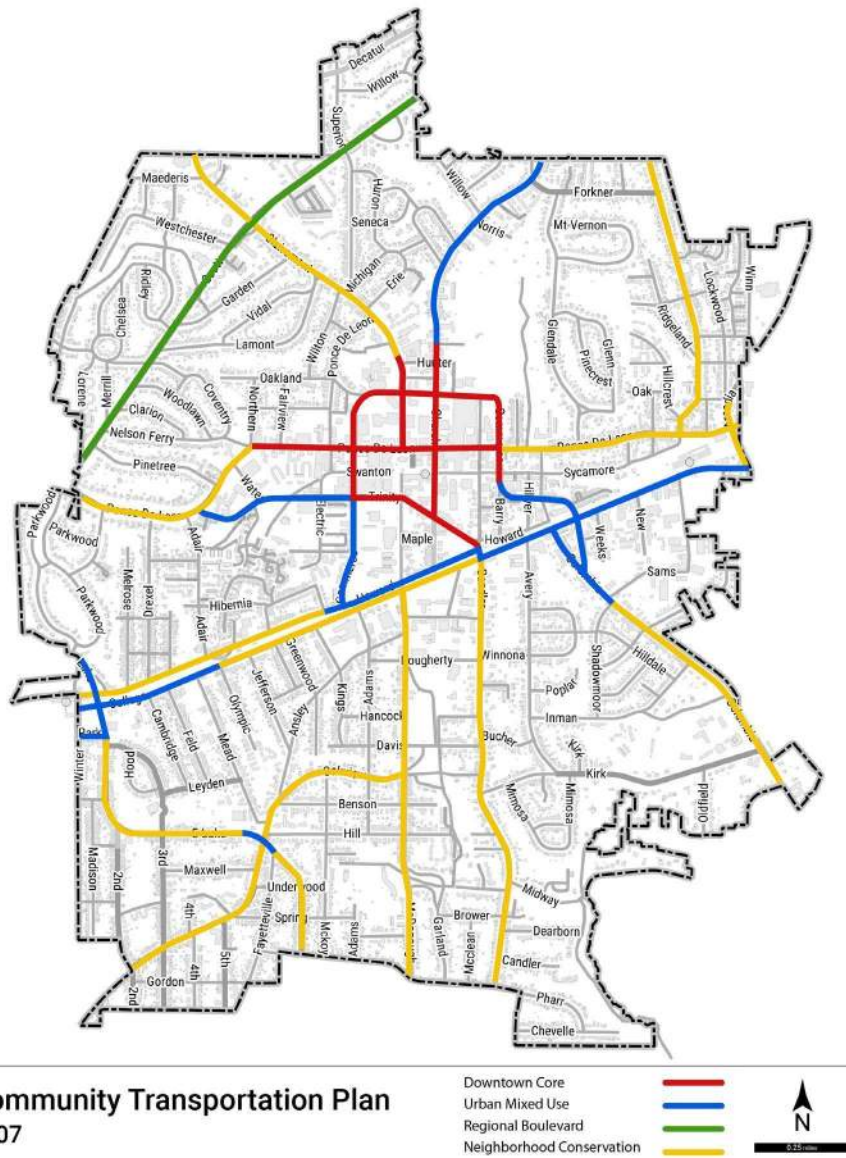 Decatur
Willow
Superior
Maederis
Huron
Willow
Forkner
Westchester
Seneca
Norris
Mt Vernon
Winn
Lockwood
Ridley
Garden
Michigan
Erie
Chelsea
Vidal
Ridgeland
Glendale
Glenn
Lamont
Wilton
Ponce De Leon
Pinecrest
Hunter
Lorene
Merrill
Oakland
Oak
Hillcrest
Woodlawn
Coventry
Northern
Fairview
Clarion
Nelson Ferry
Pinetree
Swanton
Sycamore
Parkwood
Electric
Trinity
Barry
Hillyer
New
Parkwood
Adair
Maple
Howard
Weeks
Melrose
Drexel
Avery
Sams
Parkwood
Hibernia
Adair
Greenwood
Dougherty
Winnona
Shadowmoor
Hilldale
Jefferson
Kings
Adams
Poplar
Olympic
Ansley
Hancock
Inman
Cambridge
Feld
Mead
Davis
Bucher
Kirk
Hood
Leyden
Kirk
Benson
Mimosa
Mimosa
Oldfield
3rd
Hill
Madison
2nd
Maxwell
Underwood
Midway
4th
Fayetteville
Spring
Brower
Dearborn
Mckoy
Adams
Garland
Mcclean
5th
4th
Candler
Gordon
2nd
Pharr
Chevelle
ommunity Transportation Plan
07
Downtown Core
Urban Mixed Use
Regional Boulevard
Neighborhood Conservation
N
0.25 miles